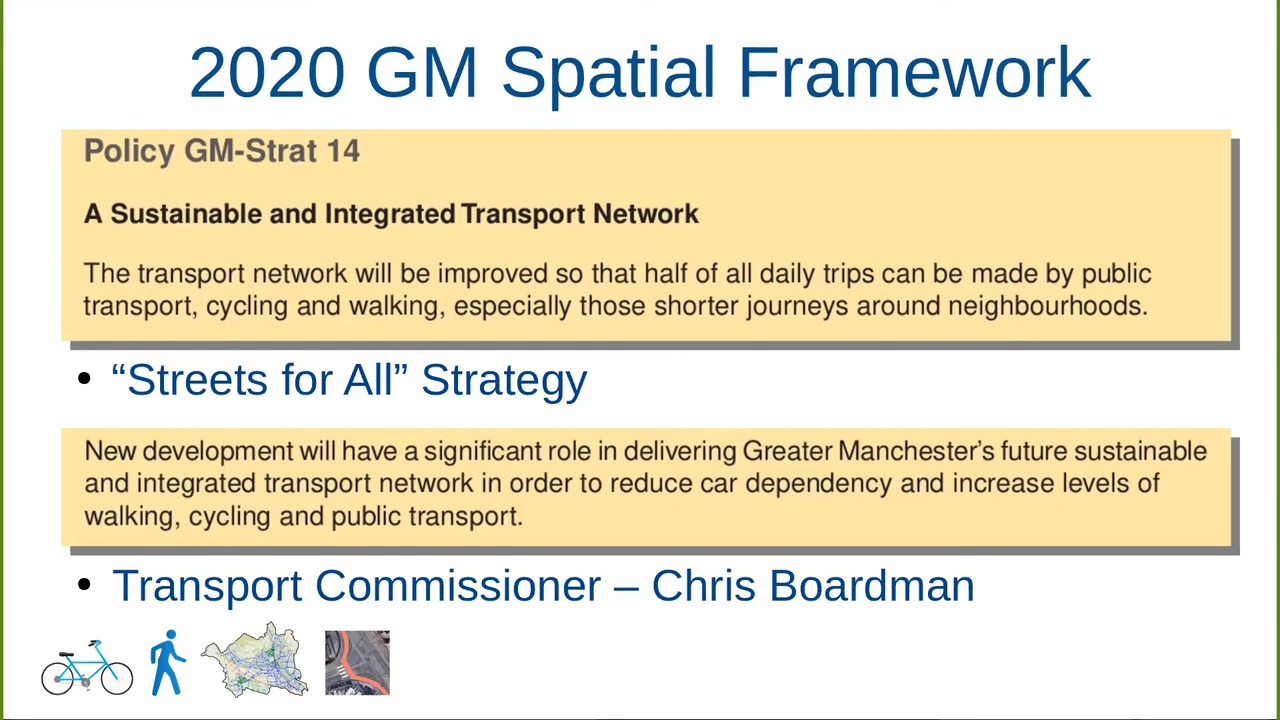 2020 GM Spatial Framework
Policy GM-Strat 14
A Sustainable and Integrated Transport Network
The transport network will be improved so that half of all daily trips can be made by public
transport, cycling and walking, especially those shorter journeys around neighbourhoods.
• “Streets for All” Strategy
New development will have a significant role in delivering Greater Manchester’s future sustainable
and integrated transport network in order to reduce car dependency and increase levels of
walking, cycling and public transport.
• Transport Commissioner – Chris Boardman